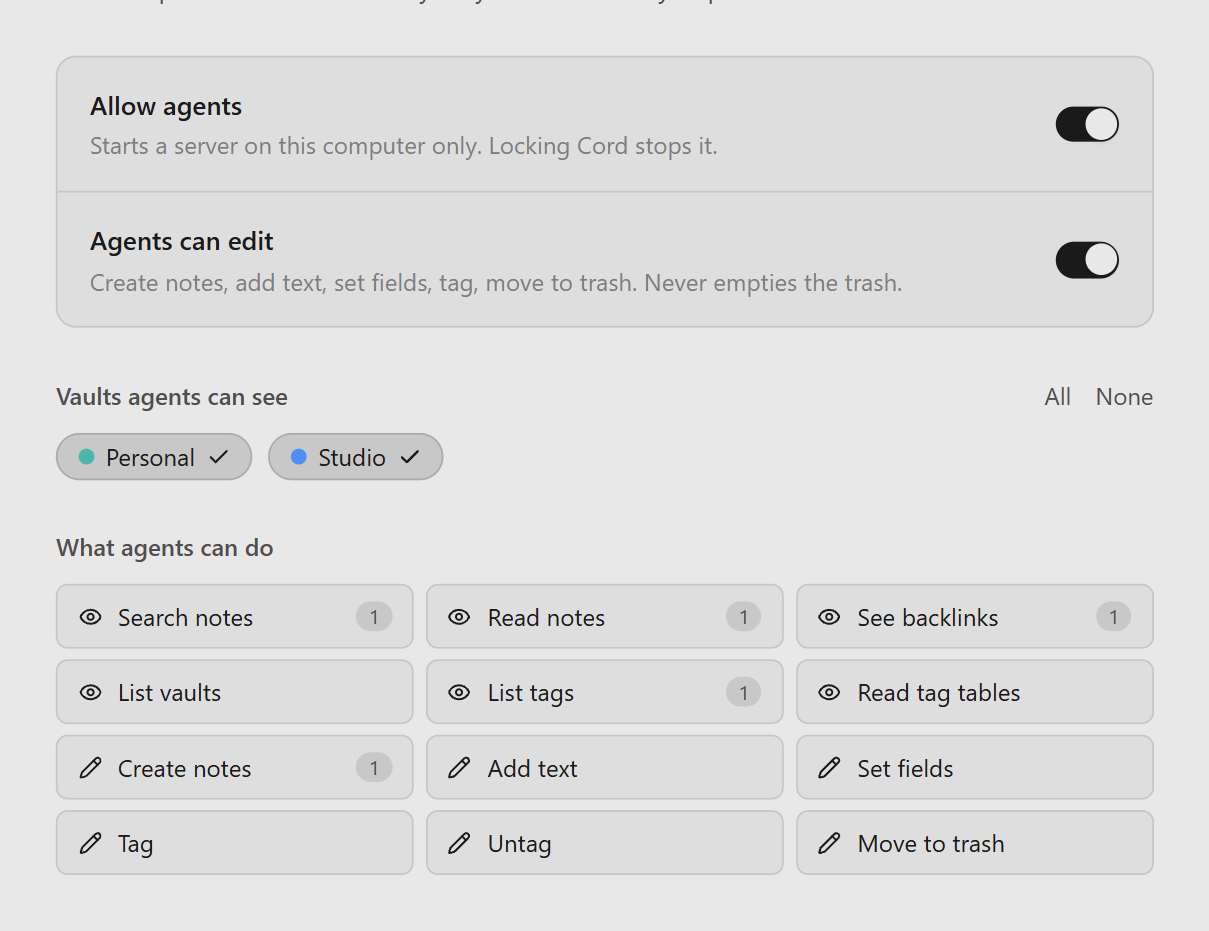 Allow agents
Starts a server on this computer only. Locking Cord stops it.
Agents can edit
Create notes, add text, set fields, tag, move to trash. Never empties the trash.
Vaults agents can see All None
Personal Studio
What agents can do
Search notes 1 Read notes 1 See backlinks 1
List vaults List tags 1 Read tag tables
Create notes 1 Add text Set fields
Tag Untag Move to trash